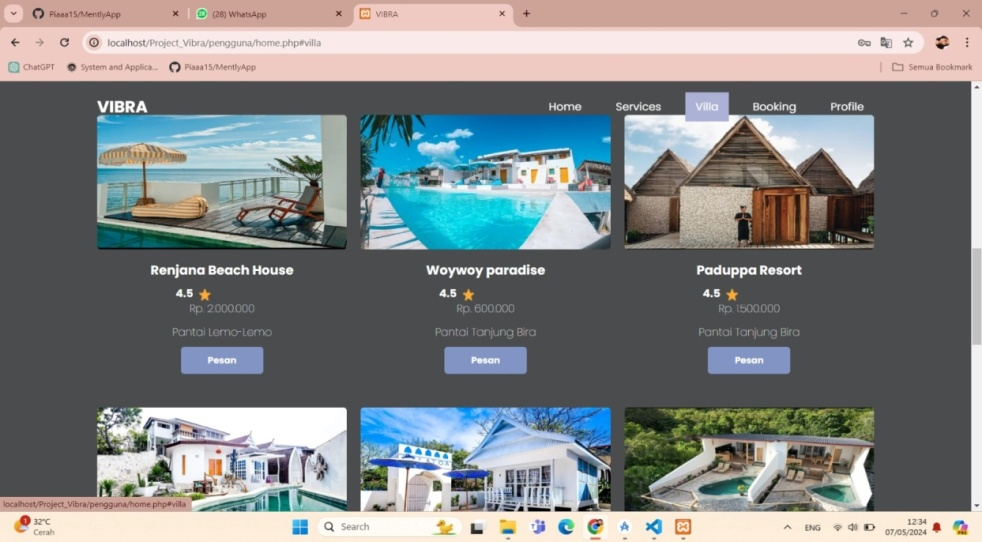 Piaaa15/MentlyApp
(28) WhatsApp
VIBRA
localhost/Project_Vibra/pengguna/home.php#villa
ChatGPT
System and Applica...
Piaaa15/MentlyApp
Semua Bookmark
VIBRA
Home
Services
Villa
Booking
Profile
Renjana Beach House
Woywoy paradise
Paduppa Resort
4.5
4.5
4.5
Rp. 2.000.000
Rp. 600.000
Rp. 1.500.000
Pantai Lemo-Lemo
Pantai Tanjung Bira
Pantai Tanjung Bira
Pesan
Pesan
Pesan
localhost/Project_Vibra/pengguna/home.php#villa
1
32°C
Cerah
Search
ENG
12:34
07/05/2024